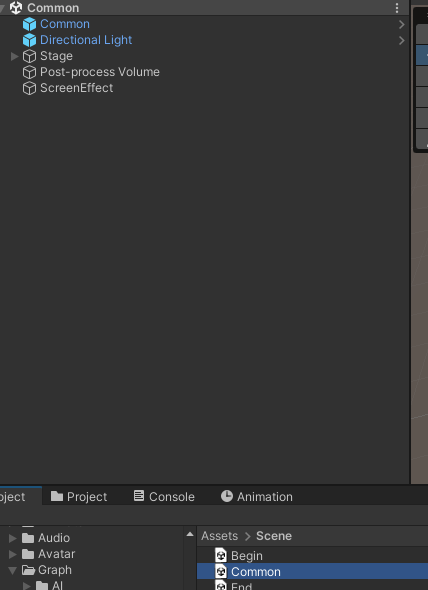 Common
Common
Directional Light
Stage
Post-process Volume
ScreenEffect
oject
Project
Console
Animation
Audio
Avatar
Graph
AI
Assets > Scene
Begin
Common
End